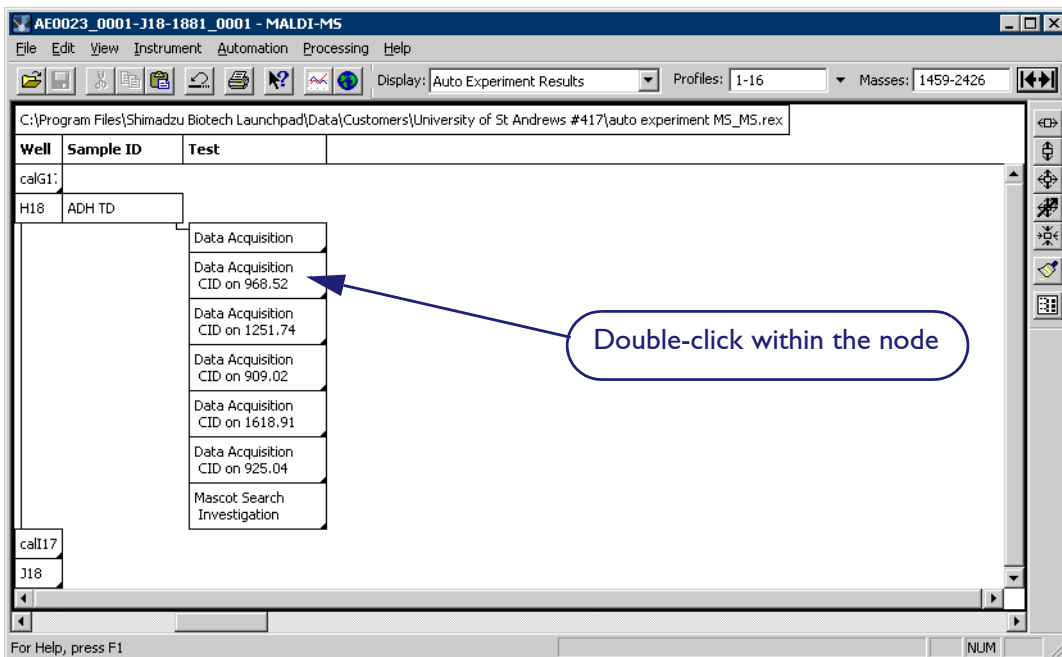 AE0023_0001-J18-1881_0001 - MALDI-MS
File Edit View Instrument Automation Processing Help
Display: Auto Experiment Results Profiles: 1-16 Masses: 1459-2426
C:\Program Files\Shimadzu Biotech Launchpad\Data\Customers\University of St Andrews #417\auto experiment MS_MS.rex
Well Sample ID Test
calG1
H18 ADH TD
Data Acquisition
Data Acquisition
CID on 968.52
Data Acquisition
CID on 1251.74
Data Acquisition
CID on 909.02
Data Acquisition
CID on 1618.91
Data Acquisition
CID on 925.04
Mascot Search
Investigation
calI17
J18
Double-click within the node
For Help, press F1 NUM